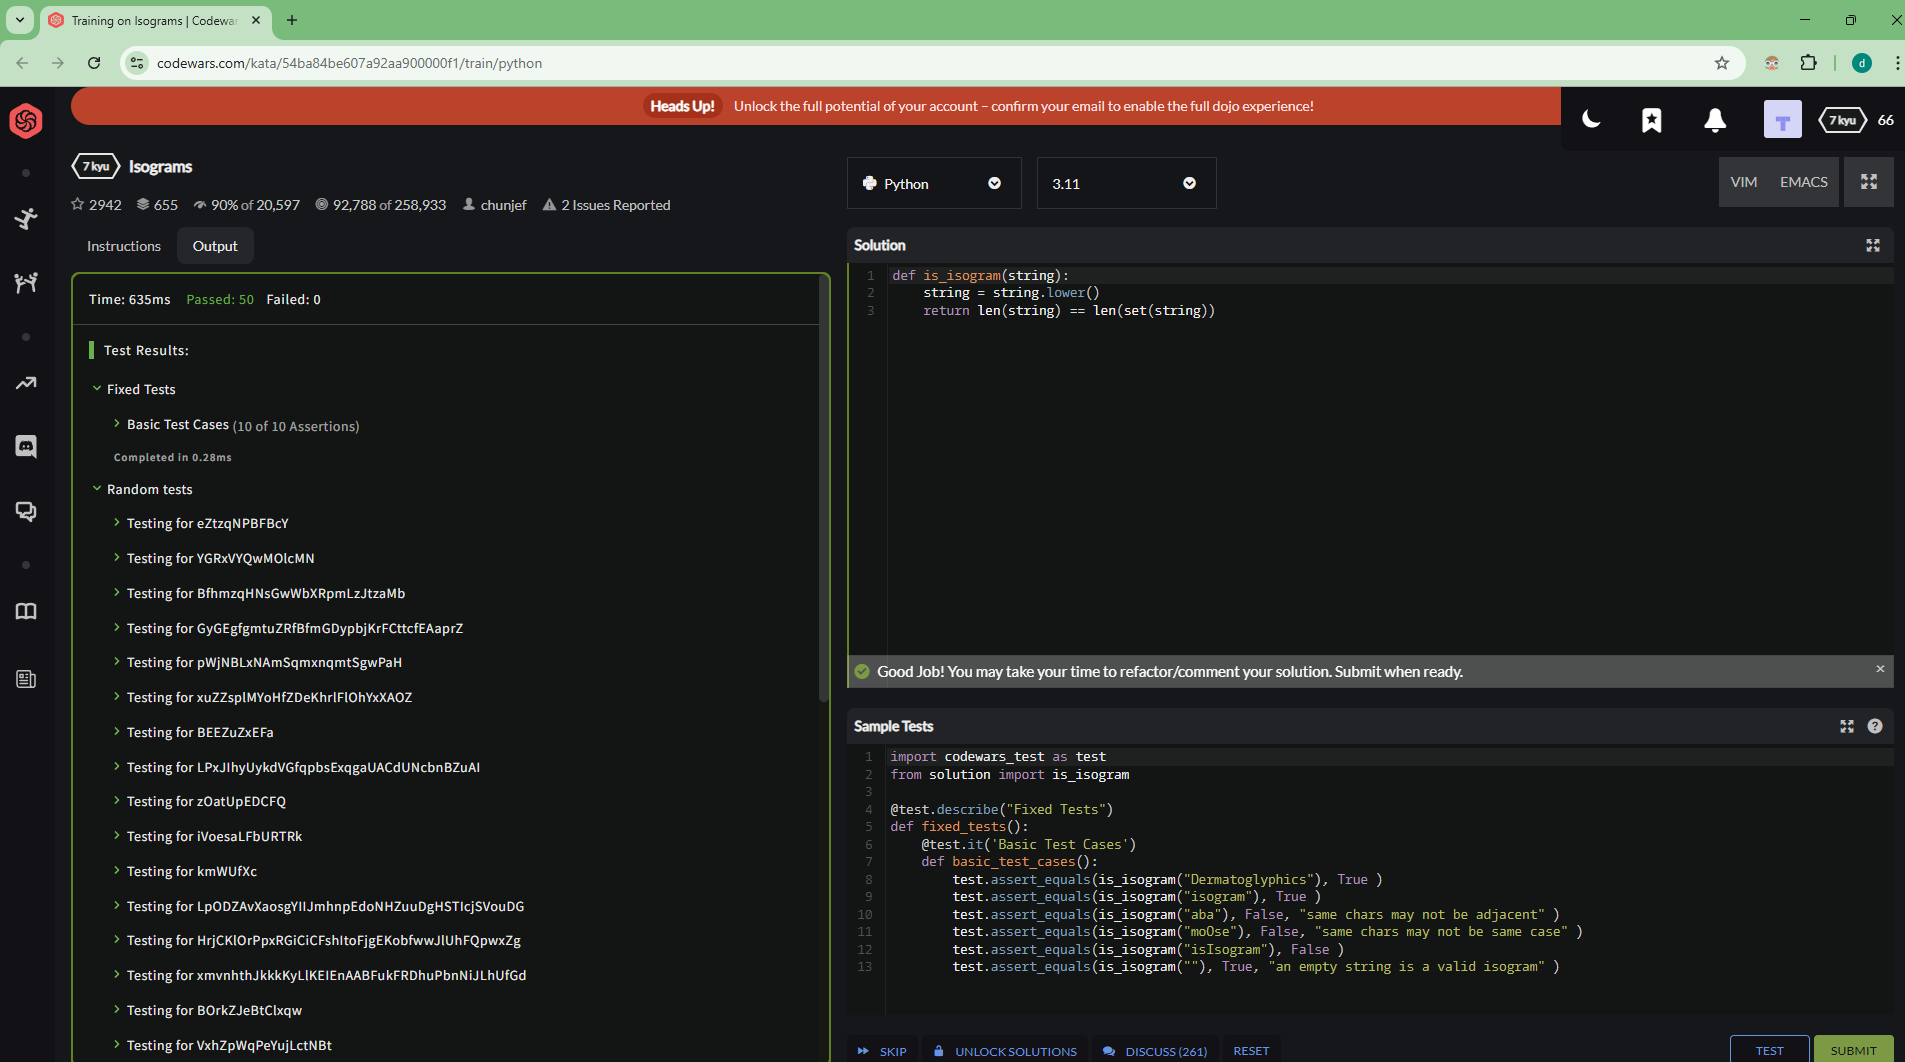 Training on Isograms | Codewar
codewars.com/kata/54ba84be607a92aa900000f1/train/python
d
Heads Up! Unlock the full potential of your account – confirm your email to enable the full dojo experience!
7 kyu 66
7 kyu Isograms
2942 655 90% of 20,597 92,788 of 258,933 chunjef 2 Issues Reported
Instructions Output
Time: 635ms Passed: 50 Failed: 0
Test Results:
Fixed Tests
Basic Test Cases (10 of 10 Assertions)
Completed in 0.28ms
Random tests
Testing for eZtzqNPBFBcY
Testing for YGRxVYQwMOlcMN
Testing for BfhmzqHNsGwWbXRpmLzJtzaMb
Testing for GyGEgfgmtuZRfBfmGDypbjKrFCttcfEAaprZ
Testing for pWjNBLxNAmSqmxnqmtSgwPaH
Testing for xuZZsplMYoHfZDeKhrlFlOhYxXAOZ
Testing for BEEZuZxEFa
Testing for LPxJIhyUykdVGfqpbsExqgaUACdUNcbnBZuAI
Testing for zOatUpEDCFQ
Testing for iVoesaLFbURTRk
Testing for kmWUfXc
Testing for LpODZAvXaosgYIIJmhnpEdoNHZuuDgHSTIcjSVouDG
Testing for HrjCKlOrPpxRGiCiCFshItoFjgEKobfwwJlUhFQpwxZg
Testing for xmvnhthJkkkKyLlKEIEnAABFukFRDhuPbnNiJLhUfGd
Testing for BOrkZJeBtClxqw
Testing for VxhZpWqPeYujLctNBt
Python
3.11
VIM EMACS
Solution
1 def is_isogram(string):
2 string = string.lower()
3 return len(string) == len(set(string))
Good Job! You may take your time to refactor/comment your solution. Submit when ready.
Sample Tests
1 import codewars_test as test
2 from solution import is_isogram
3
4 @test.describe("Fixed Tests")
5 def fixed_tests():
6 @test.it('Basic Test Cases')
7 def basic_test_cases():
8 test.assert_equals(is_isogram("Dermatoglyphics"), True )
9 test.assert_equals(is_isogram("isogram"), True )
10 test.assert_equals(is_isogram("aba"), False, "same chars may not be adjacent" )
11 test.assert_equals(is_isogram("moOse"), False, "same chars may not be same case" )
12 test.assert_equals(is_isogram("isIsogram"), False )
13 test.assert_equals(is_isogram(""), True, "an empty string is a valid isogram" )
SKIP UNLOCK SOLUTIONS DISCUSS (261) RESET TEST SUBMIT